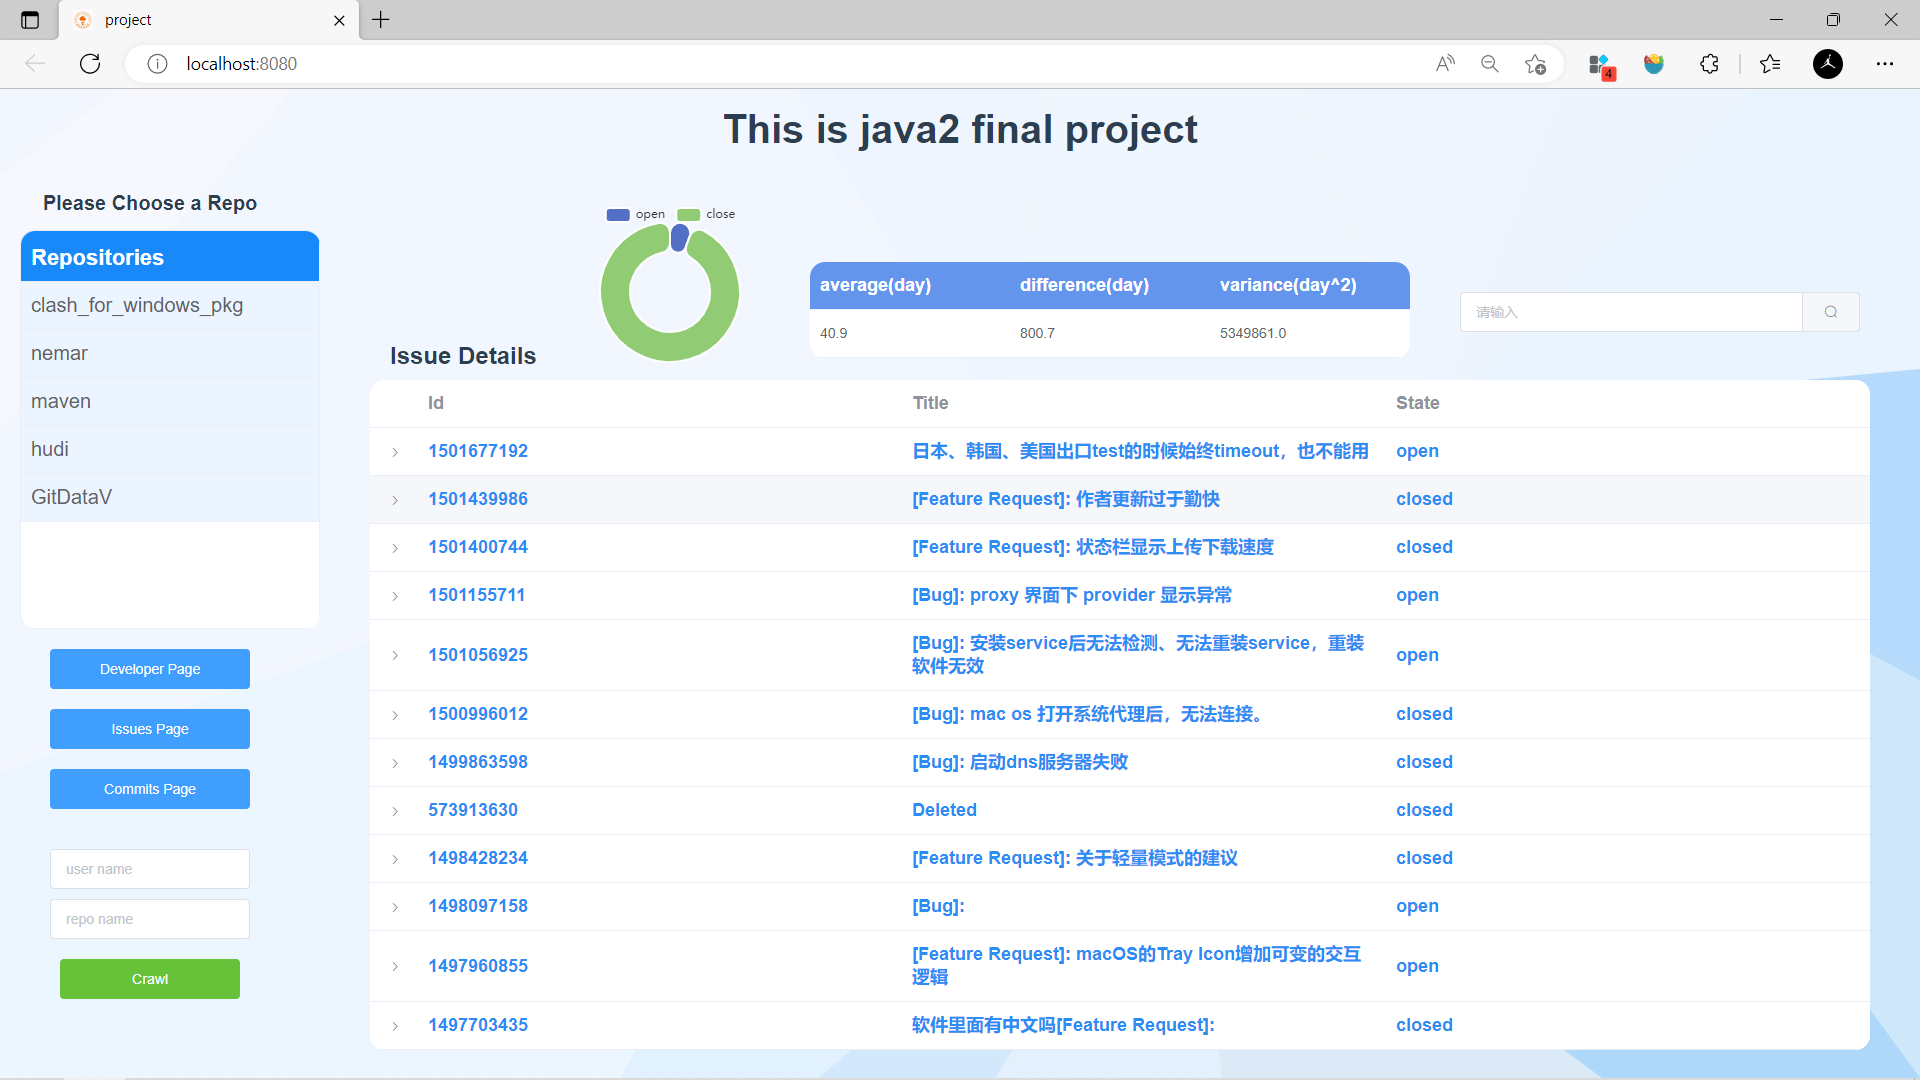 project
localhost:8080
4
This is java2 final project
Please Choose a Repo
Repositories
clash_for_windows_pkg
nemar
maven
hudi
GitDataV
Developer Page
Issues Page
Commits Page
user name
repo name
Crawl
open close
average(day) difference(day) variance(day^2)
40.9 800.7 5349861.0
请输入
Issue Details
Id Title State
1501677192 日本、韩国、美国出口test的时候始终timeout，也不能用 open
1501439986 [Feature Request]: 作者更新过于勤快 closed
1501400744 [Feature Request]: 状态栏显示上传下载速度 closed
1501155711 [Bug]: proxy 界面下 provider 显示异常 open
1501056925 [Bug]: 安装service后无法检测、无法重装service，重装 open
软件无效
1500996012 [Bug]: mac os 打开系统代理后，无法连接。 closed
1499863598 [Bug]: 启动dns服务器失败 closed
573913630 Deleted closed
1498428234 [Feature Request]: 关于轻量模式的建议 closed
1498097158 [Bug]: open
1497960855 [Feature Request]: macOS的Tray Icon增加可变的交互 open
逻辑
1497703435 软件里面有中文吗[Feature Request]: closed